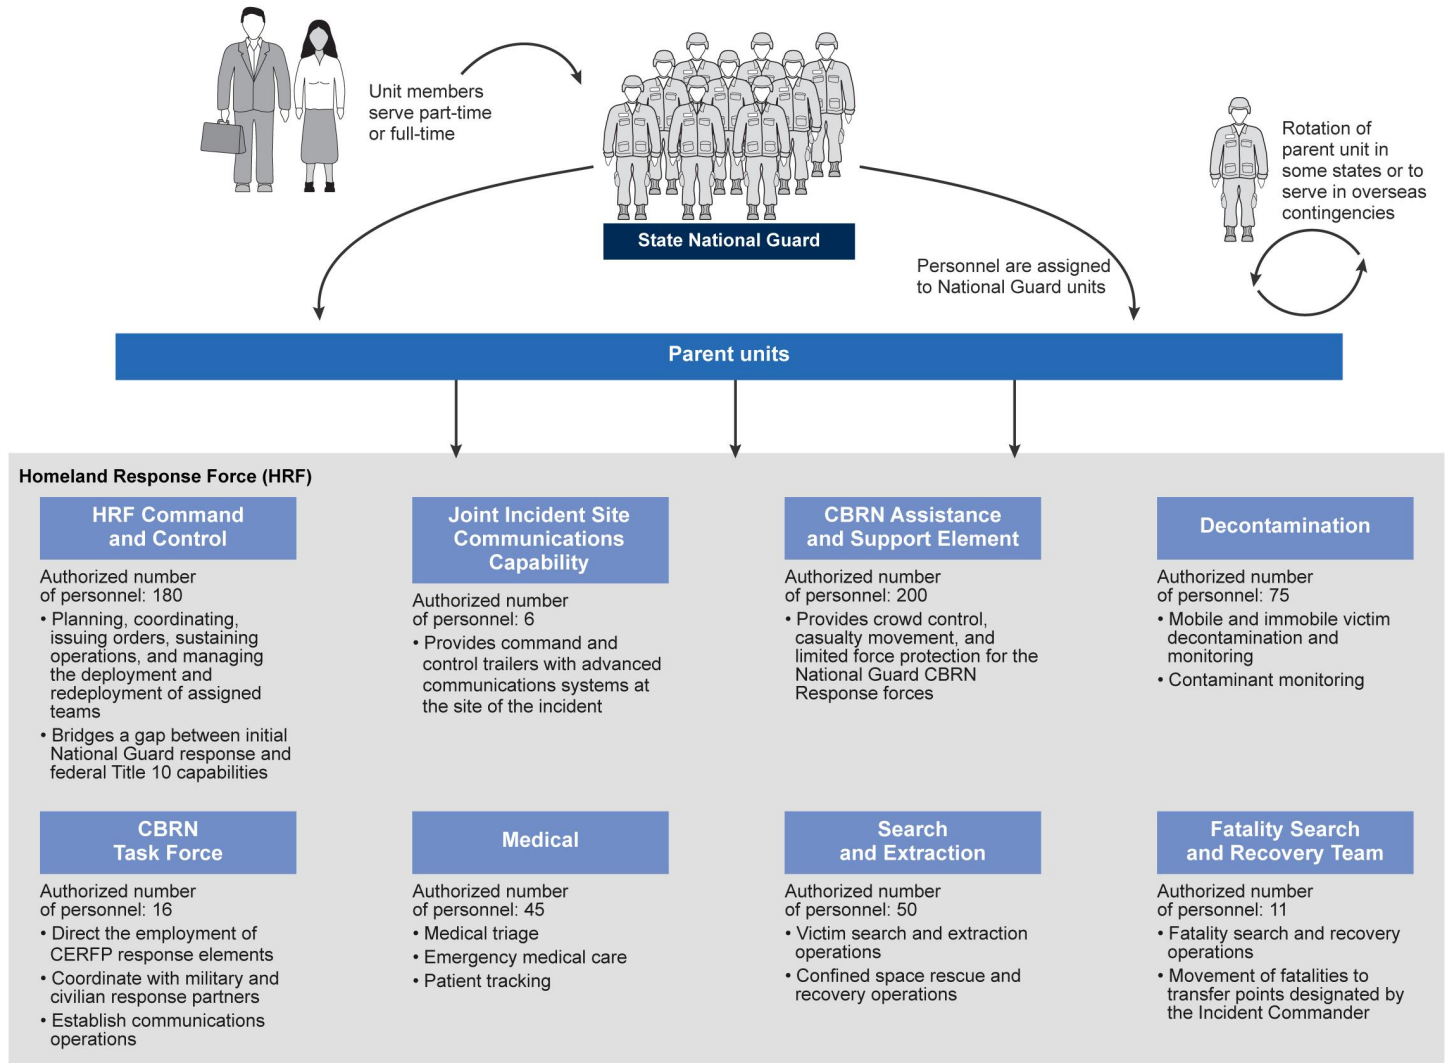 Unit members
serve part-time
or full-time
State National Guard
Rotation of
parent unit in
some states or to
serve in overseas
contingencies
Personnel are assigned
to National Guard units
Parent units
Homeland Response Force (HRF)
HRF Command
and Control
Authorized number
of personnel: 180
• Planning, coordinating,
issuing orders, sustaining
operations, and managing
the deployment and
redeployment of assigned
teams
• Bridges a gap between initial
National Guard response and
federal Title 10 capabilities
Joint Incident Site
Communications
Capability
Authorized number
of personnel: 6
• Provides command and
control trailers with advanced
communications systems at
the site of the incident
CBRN Assistance
and Support Element
Authorized number
of personnel: 200
• Provides crowd control,
casualty movement, and
limited force protection for the
National Guard CBRN
Response forces
Decontamination
Authorized number
of personnel: 75
• Mobile and immobile victim
decontamination and
monitoring
• Contaminant monitoring
CBRN
Task Force
Authorized number
of personnel: 16
• Direct the employment of
CERFP response elements
• Coordinate with military and
civilian response partners
• Establish communications
operations
Medical
Authorized number
of personnel: 45
• Medical triage
• Emergency medical care
• Patient tracking
Search
and Extraction
Authorized number
of personnel: 50
• Victim search and extraction
operations
• Confined space rescue and
recovery operations
Fatality Search
and Recovery Team
Authorized number
of personnel: 11
• Fatality search and recovery
operations
• Movement of fatalities to
transfer points designated by
the Incident Commander